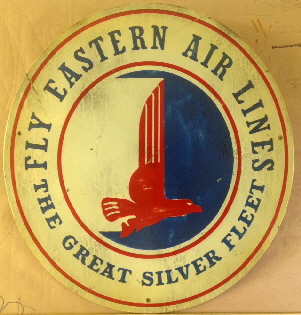 FLY EASTERN AIR LINES
THE GREAT SILVER FLEET